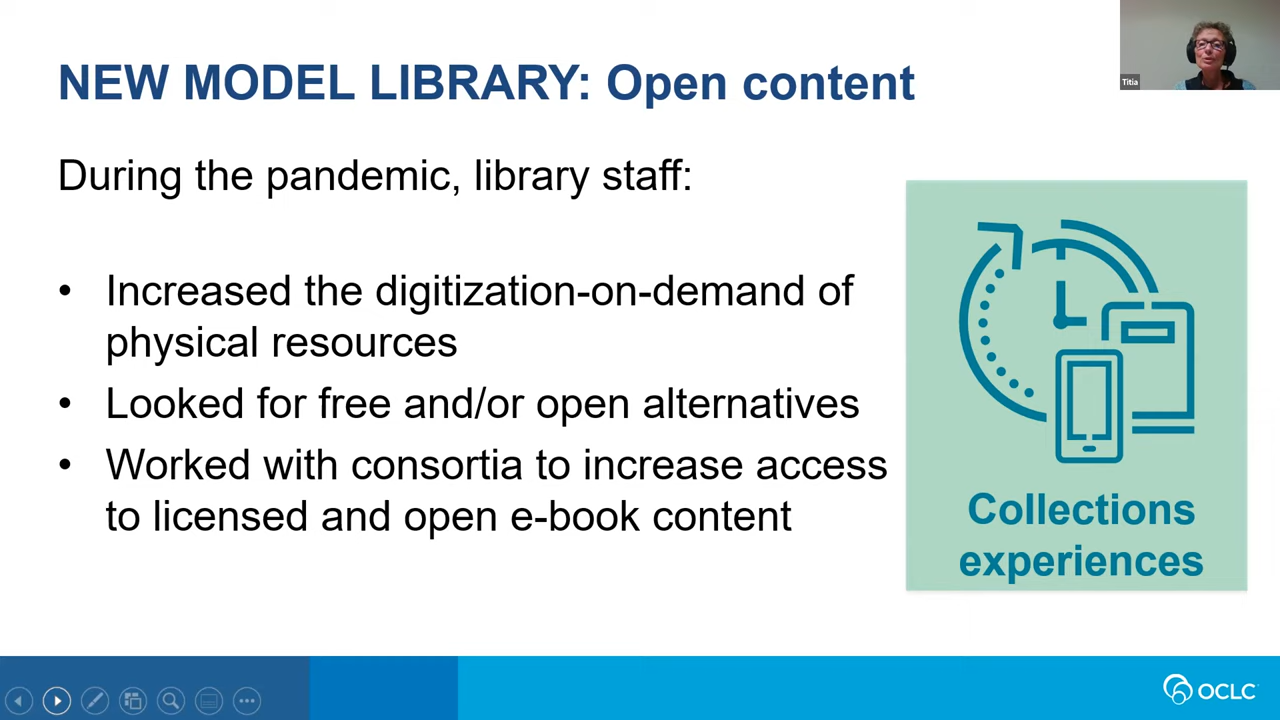 NEW MODEL LIBRARY: Open content
Titia
During the pandemic, library staff:
• Increased the digitization-on-demand of
physical resources
• Looked for free and/or open alternatives
• Worked with consortia to increase access
to licensed and open e-book content
Collections
experiences
OCLC